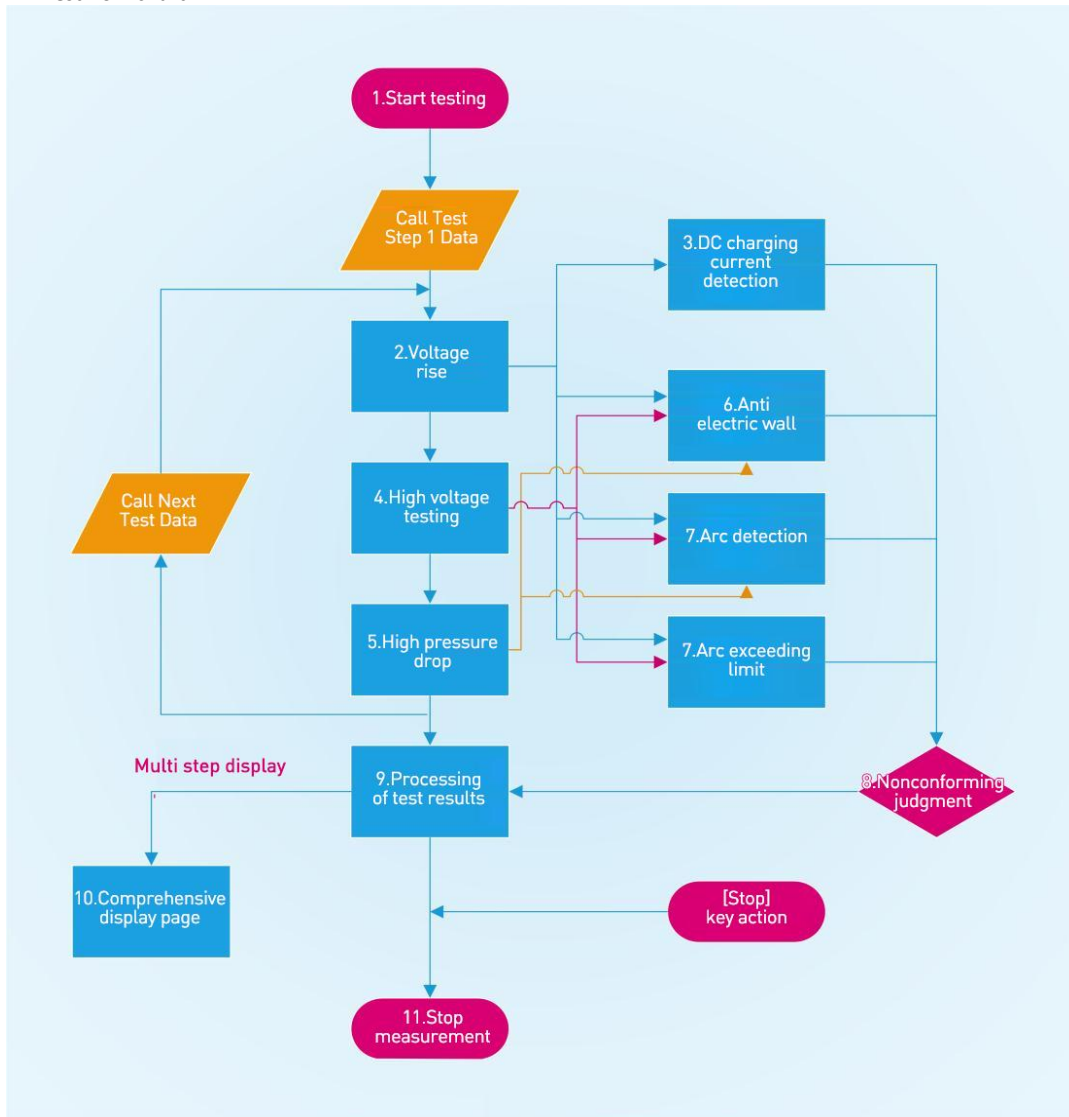 1.Start testing
Call Test
Step 1 Data
3.DC charging
current
detection
2.Voltage
rise
6.Anti
electric wall
Call Next
Test Data
4.High voltage
testing
7.Arc detection
5.High pressure
drop
7.Arc exceeding
limit
Multi step display
9.Processing
of test results
8.Nonconforming
judgment
10.Comprehensive
display page
[Stop]
key action
11.Stop
measurement